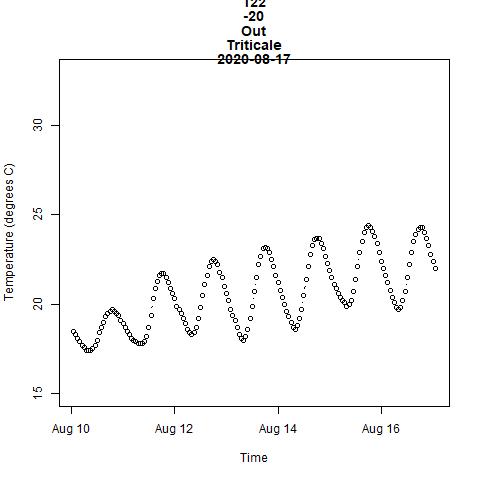 122
-20
Out
Triticale
2020-08-17
30
25
20
15
Temperature (degrees C)
Aug 10
Aug 12
Aug 14
Aug 16
Time